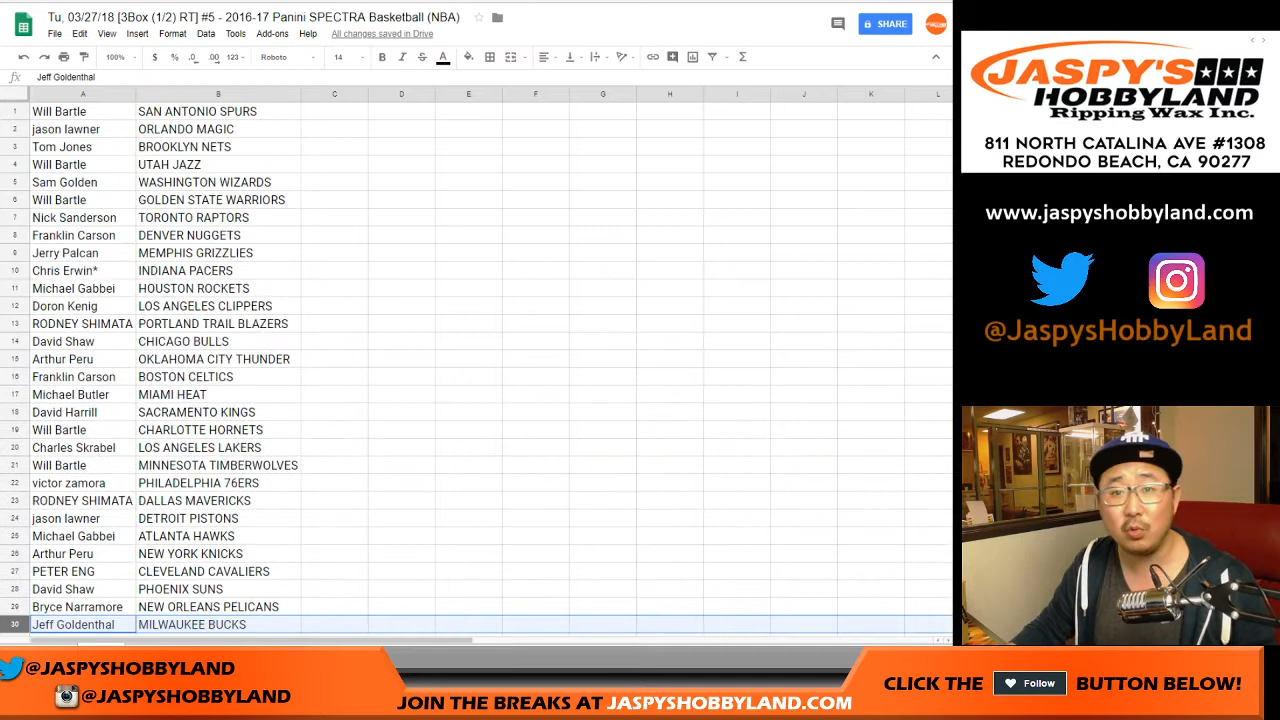 Tu, 03/27/18 [3Box (1/2) RT] #5 - 2016-17 Panini SPECTRA Basketball (NBA)
File Edit View Insert Format Data Tools Add-ons Help All changes saved in Drive
SHARE
100% $ % .0 .00 123 Roboto 14 B I S A
fx Jeff Goldenthal
A B C D E F G H I J K L
1 Will Bartle SAN ANTONIO SPURS
2 jason lawner ORLANDO MAGIC
3 Tom Jones BROOKLYN NETS
4 Will Bartle UTAH JAZZ
5 Sam Golden WASHINGTON WIZARDS
6 Will Bartle GOLDEN STATE WARRIORS
7 Nick Sanderson TORONTO RAPTORS
8 Franklin Carson DENVER NUGGETS
9 Jerry Palcan MEMPHIS GRIZZLIES
10 Chris Erwin* INDIANA PACERS
11 Michael Gabbei HOUSTON ROCKETS
12 Doron Kenig LOS ANGELES CLIPPERS
13 RODNEY SHIMATA PORTLAND TRAIL BLAZERS
14 David Shaw CHICAGO BULLS
15 Arthur Peru OKLAHOMA CITY THUNDER
16 Franklin Carson BOSTON CELTICS
17 Michael Butler MIAMI HEAT
18 David Harrill SACRAMENTO KINGS
19 Will Bartle CHARLOTTE HORNETS
20 Charles Skrabel LOS ANGELES LAKERS
21 Will Bartle MINNESOTA TIMBERWOLVES
22 victor zamora PHILADELPHIA 76ERS
23 RODNEY SHIMATA DALLAS MAVERICKS
24 jason lawner DETROIT PISTONS
25 Michael Gabbei ATLANTA HAWKS
26 Arthur Peru NEW YORK KNICKS
27 PETER ENG CLEVELAND CAVALIERS
28 David Shaw PHOENIX SUNS
29 Bryce Narramore NEW ORLEANS PELICANS
30 Jeff Goldenthal MILWAUKEE BUCKS
JASPY'S
HOBBYLAND
Ripping Wax Inc.
811 NORTH CATALINA AVE #1308
REDONDO BEACH, CA 90277
www.jaspyshobbyland.com
@JaspysHobbyLand
@JASPYSHOBBYLAND
@JASPYSHOBBYLAND
JOIN THE BREAKS AT JASPYSHOBBYLAND.COM
CLICK THE Follow BUTTON BELOW!